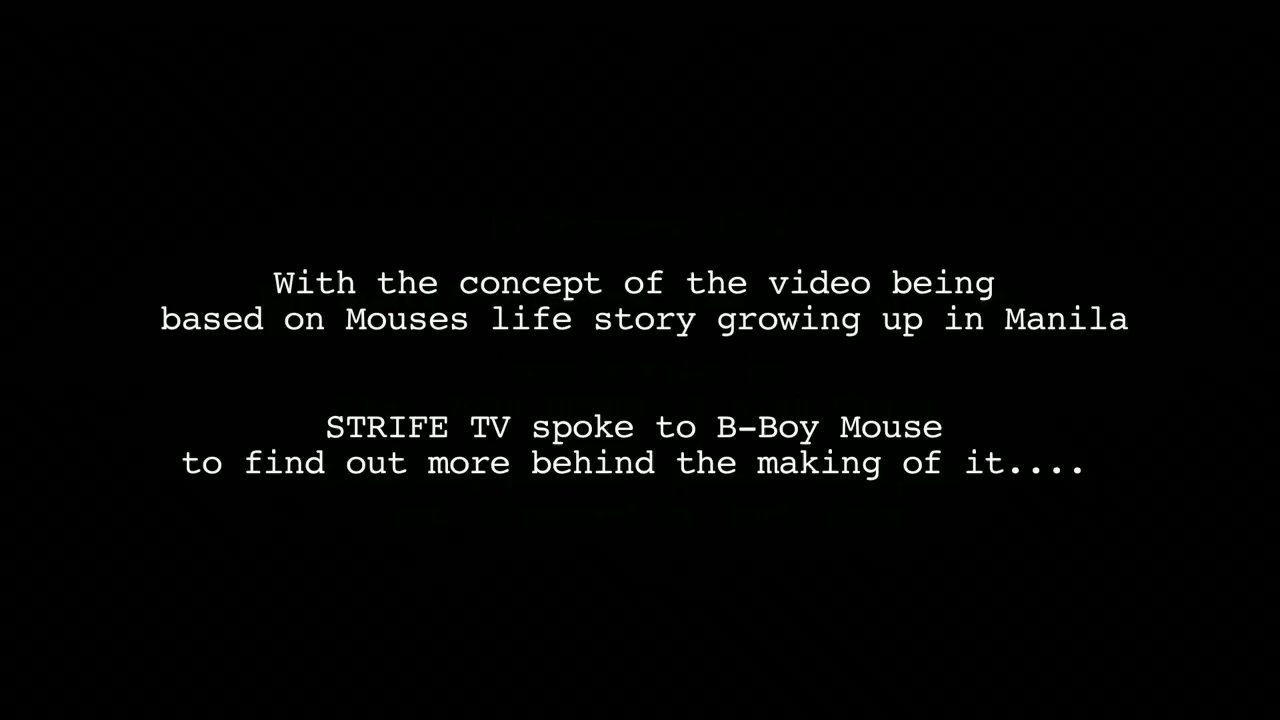 With the concept of the video being
based on Mouses life story growing up in Manila
STRIFE TV spoke to B-Boy Mouse
to find out more behind the making of it....